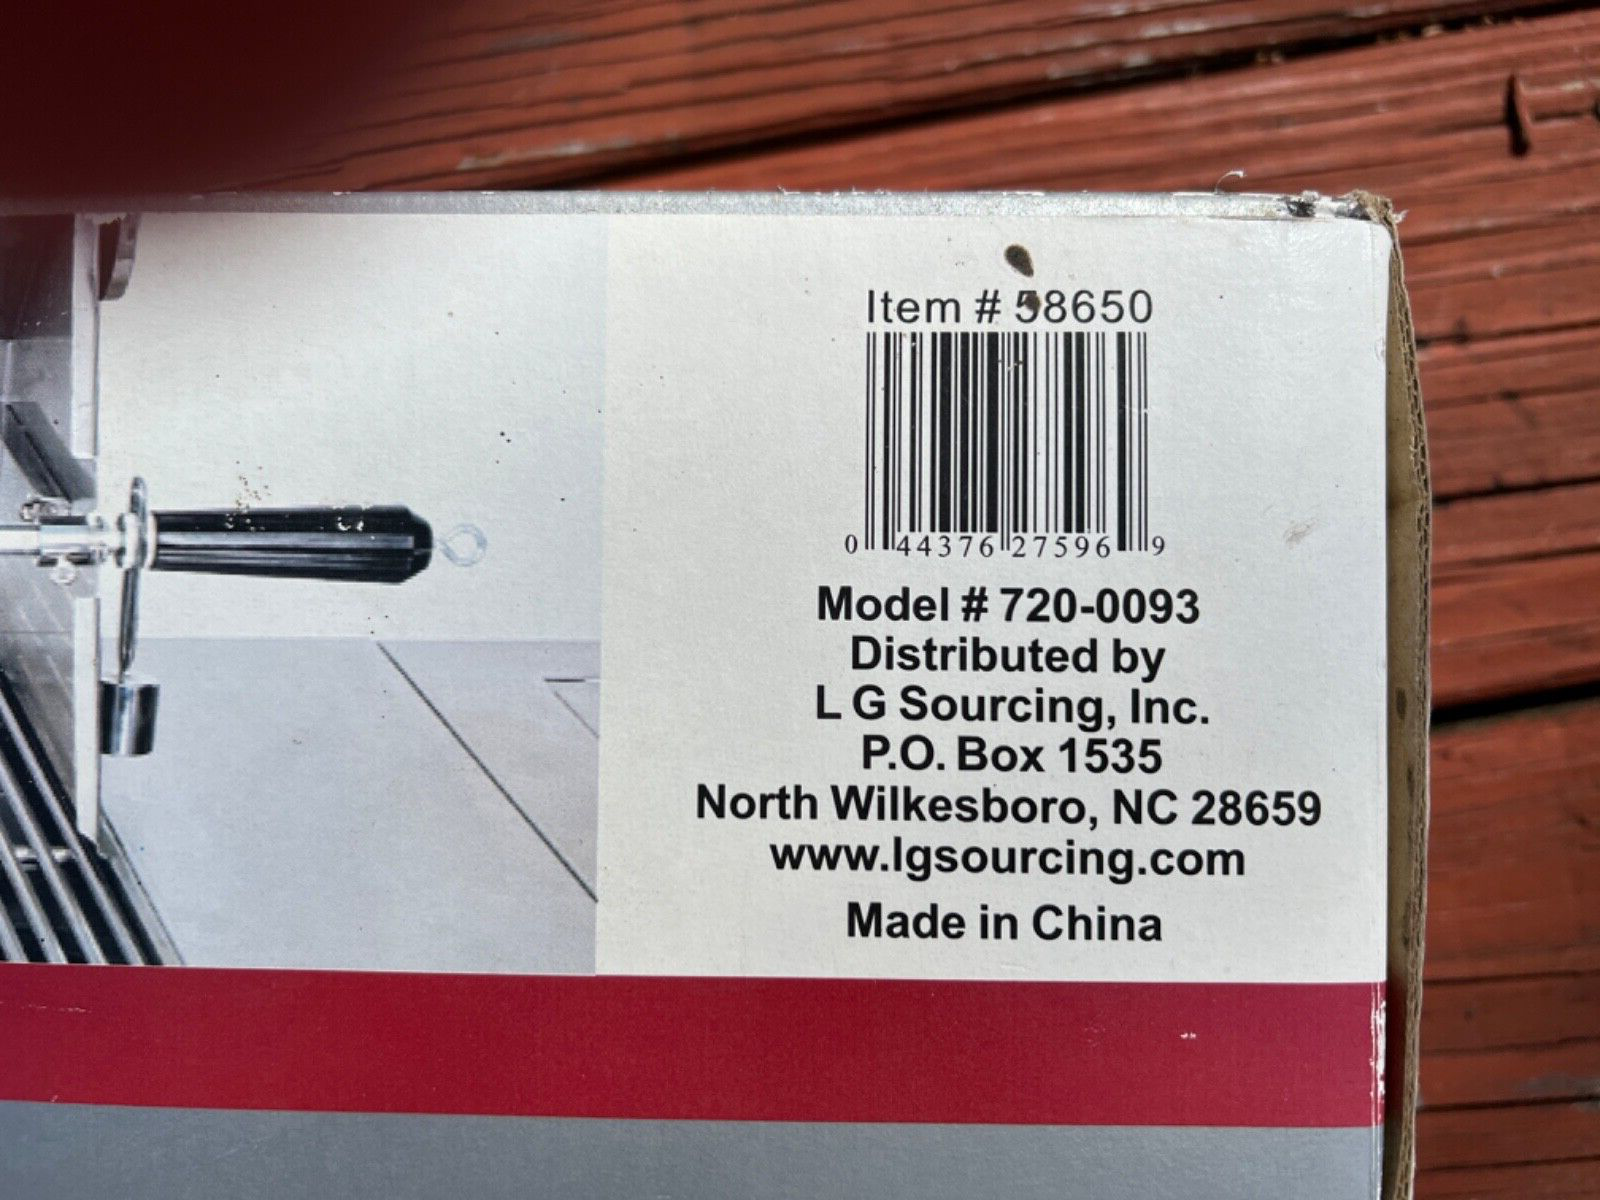 Item # 58650
0 44376 27596 9
Model # 720-0093
Distributed by
L G Sourcing, Inc.
P.O. Box 1535
North Wilkesboro, NC 28659
www.lgsourcing.com
Made in China